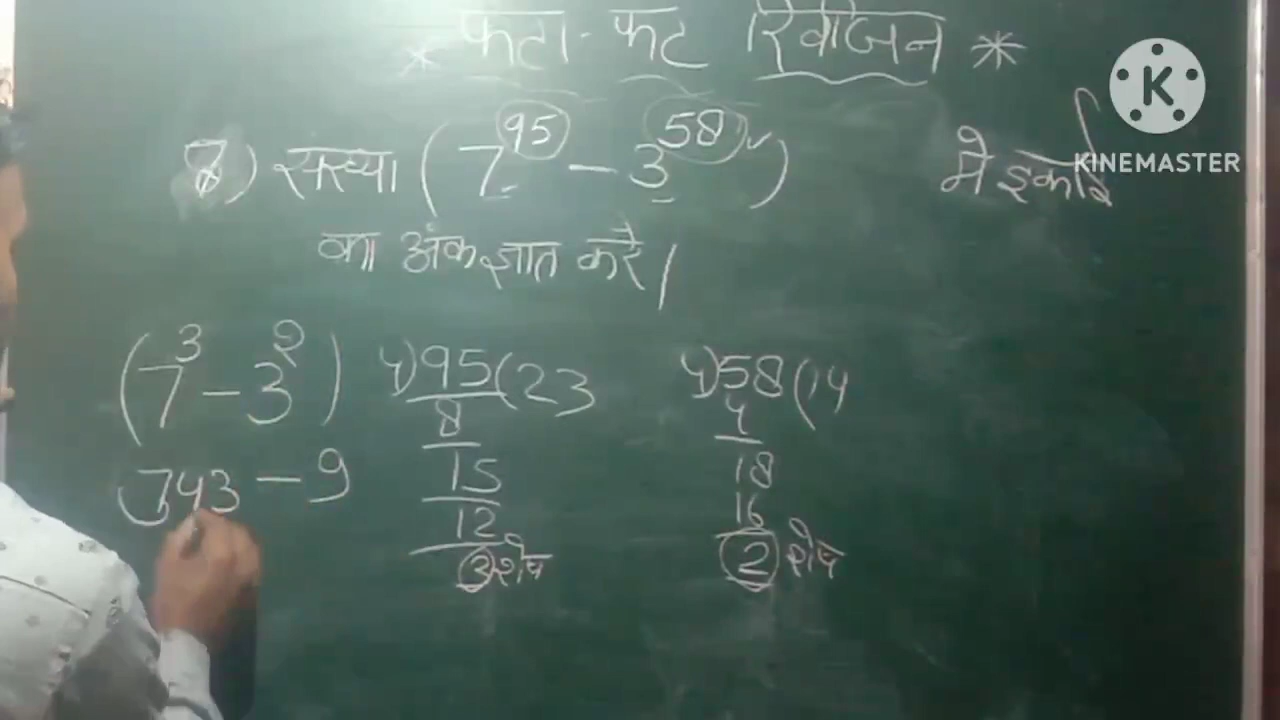 * फटा-फट रिवीजन *
K
KINEMASTER
8) संख्या (7^95 - 3^58) मे इकाई
का अंक ज्ञात करे|
(7^3 - 3^2)
343 - 9
4)95(23
8
15
12
3 शेष
4)58(14
4
18
16
2 शेष